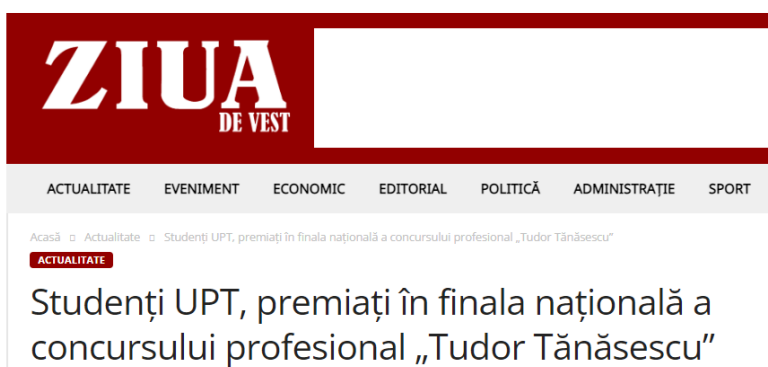 ZIUA
DE VEST
ACTUALITATE EVENIMENT ECONOMIC EDITORIAL POLITICĂ ADMINISTRAȚIE SPORT
Acasă Actualitate Studenți UPT, premiați în finala națională a concursului profesional „Tudor Tănăsescu”
ACTUALITATE
Studenți UPT, premiați în finala națională a
concursului profesional „Tudor Tănăsescu”